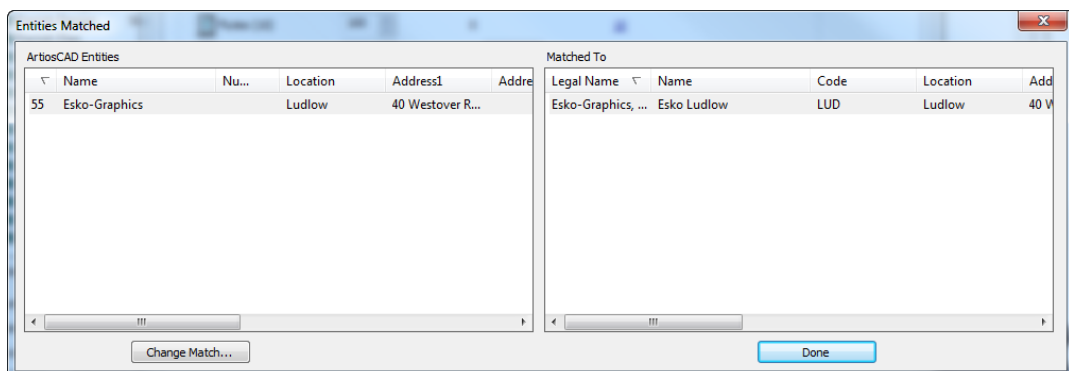 Entities Matched
ArtiosCAD Entities Matched To
Name Nu... Location Address1 Addre Legal Name Name Code Location Add
55 Esko-Graphics Ludlow 40 Westover R... Esko-Graphics, ... Esko Ludlow LUD Ludlow 40 W
Change Match... Done